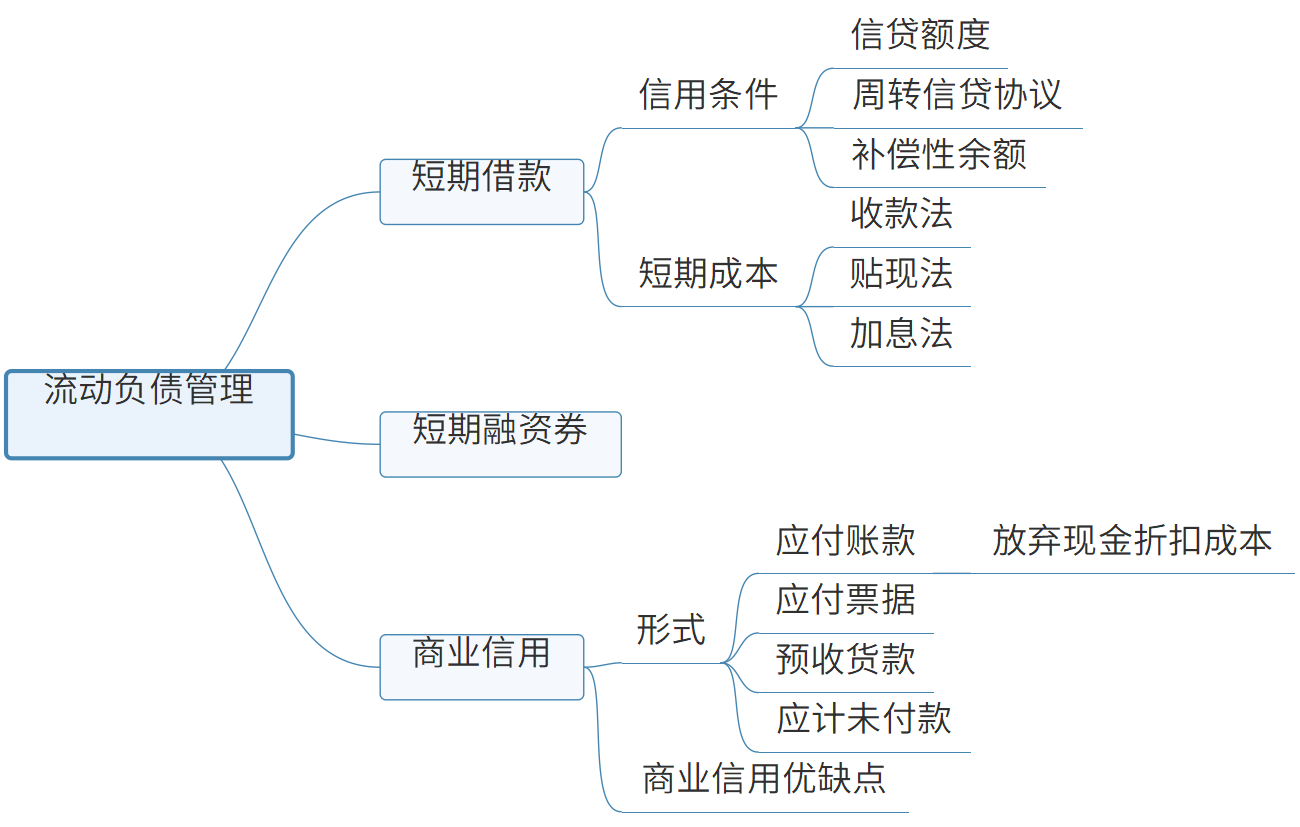 流动负债管理
短期借款
信用条件
信贷额度
周转信贷协议
补偿性余额
短期成本
收款法
贴现法
加息法
短期融资券
商业信用
形式
应付账款
放弃现金折扣成本
应付票据
预收货款
应计未付款
商业信用优缺点